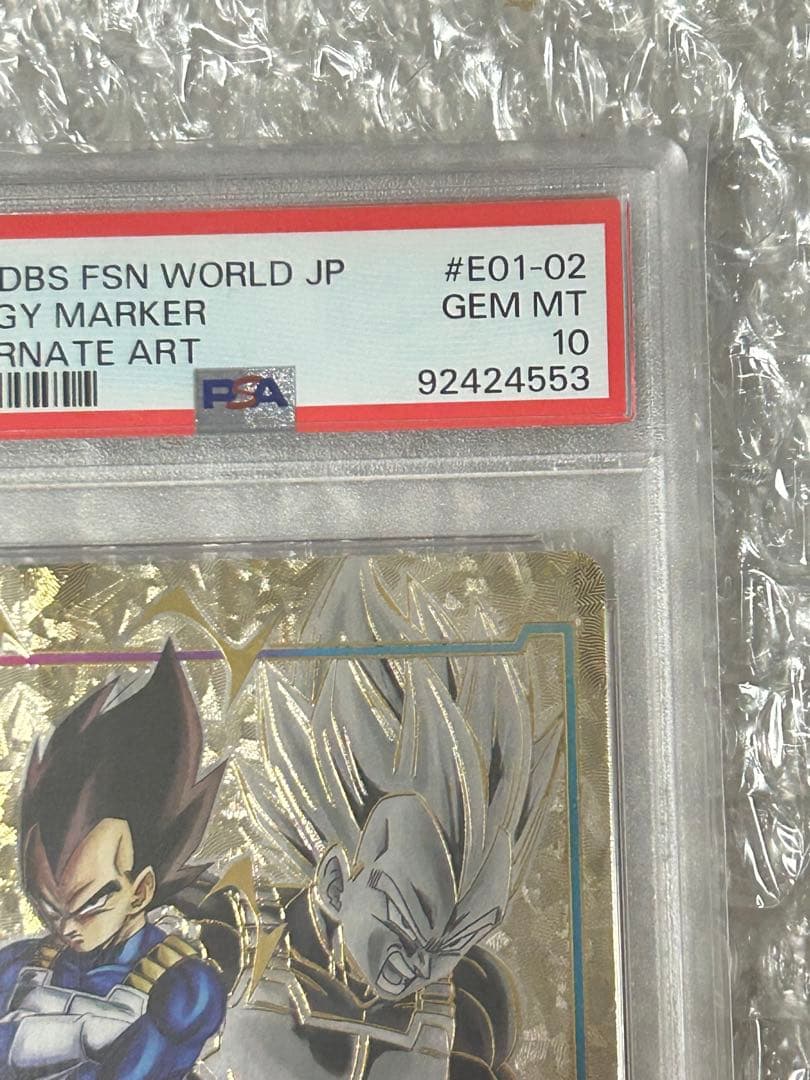 DBS FSN WORLD JP #E01-02
GY MARKER GEM MT
RNATE ART 10
PSA 92424553